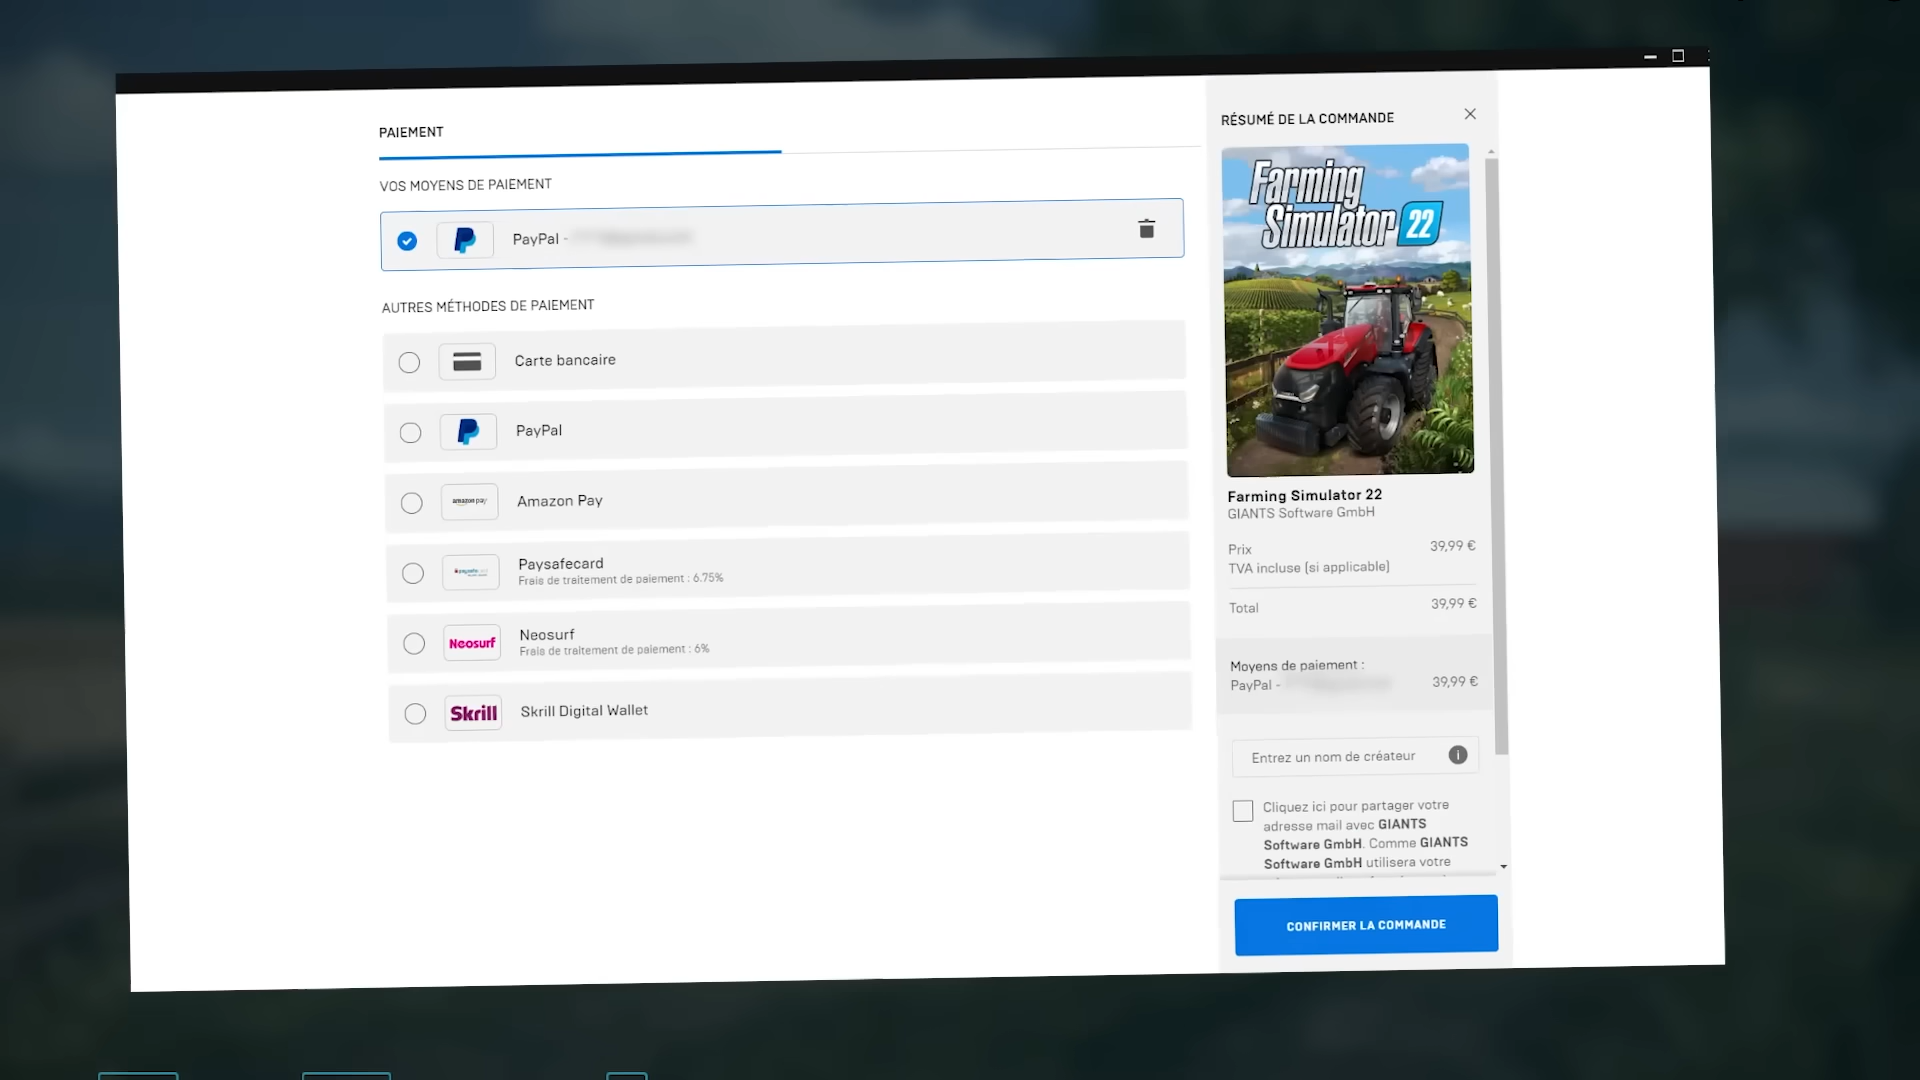 PAIEMENT
VOS MOYENS DE PAIEMENT
PayPal -
AUTRES MÉTHODES DE PAIEMENT
Carte bancaire
PayPal
amazon pay
Amazon Pay
Paysafecard
Frais de traitement de paiement : 6.75%
Neosurf
Neosurf
Frais de traitement de paiement : 6%
Skrill
Skrill Digital Wallet
RÉSUMÉ DE LA COMMANDE
Farming
Simulator 22
Farming Simulator 22
GIANTS Software GmbH
Prix 39,99 €
TVA incluse (si applicable)
Total 39,99 €
Moyens de paiement :
PayPal - 39,99 €
Entrez un nom de créateur
Cliquez ici pour partager votre
adresse mail avec GIANTS
Software GmbH. Comme GIANTS
Software GmbH utilisera votre
CONFIRMER LA COMMANDE